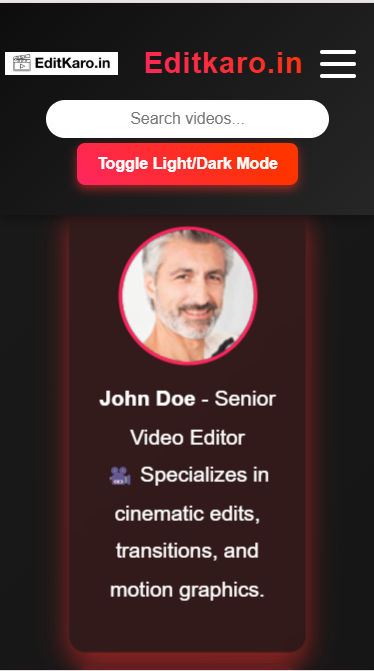 EditKaro.in
Editkaro.in
Search videos...
Toggle Light/Dark Mode
John Doe - Senior
Video Editor
🎥 Specializes in
cinematic edits,
transitions, and
motion graphics.